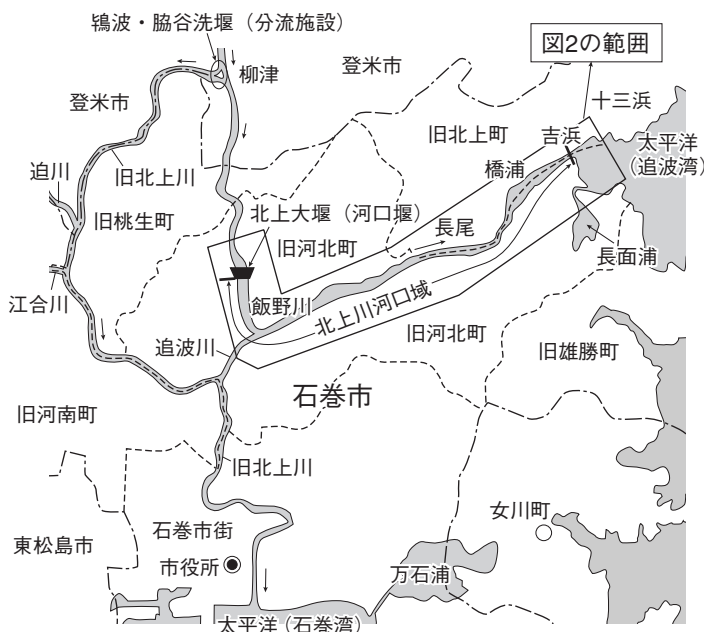 鴇波・脇谷洗堰（分流施設）
図2の範囲
柳津
登米市
登米市
十三浜
旧北上町
吉浜
太平洋
（追波湾）
橋浦
迫川
旧北上川
北上大堰（河口堰）
旧桃生町
旧河北町
長尾
長面浦
江合川
飯野川
北上川河口域
追波川
旧河北町
旧雄勝町
石巻市
旧河南町
旧北上川
女川町
石巻市街
東松島市
市役所
万石浦
太平洋（石巻湾）